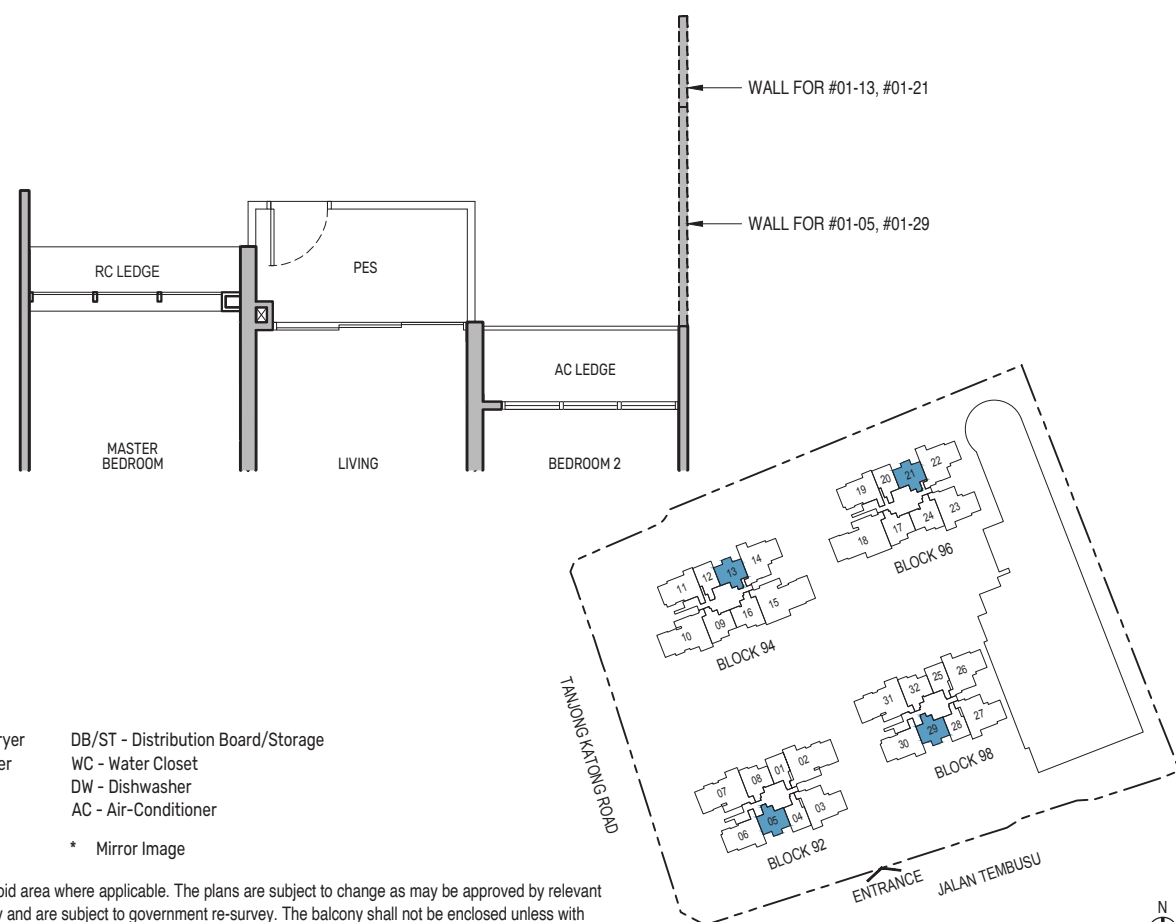 WALL FOR #01-13, #01-21
WALL FOR #01-05, #01-29
RC LEDGE
PES
AC LEDGE
MASTER
BEDROOM
LIVING
BEDROOM 2
22
21
20
19
23
24
17
18
BLOCK 96
14
13
12
11
15
16
09
10
BLOCK 94
TANJONG KATONG ROAD
26
25
32
31
27
28
29
30
BLOCK 98
02
01
08
07
03
04
05
06
BLOCK 92
ENTRANCE
JALAN TEMBUSU
N
DB/ST - Distribution Board/Storage
WC - Water Closet
DW - Dishwasher
AC - Air-Conditioner
* Mirror Image
area where applicable. The plans are subject to change as may be approved by relevant
and are subject to government re-survey. The balcony shall not be enclosed unless with